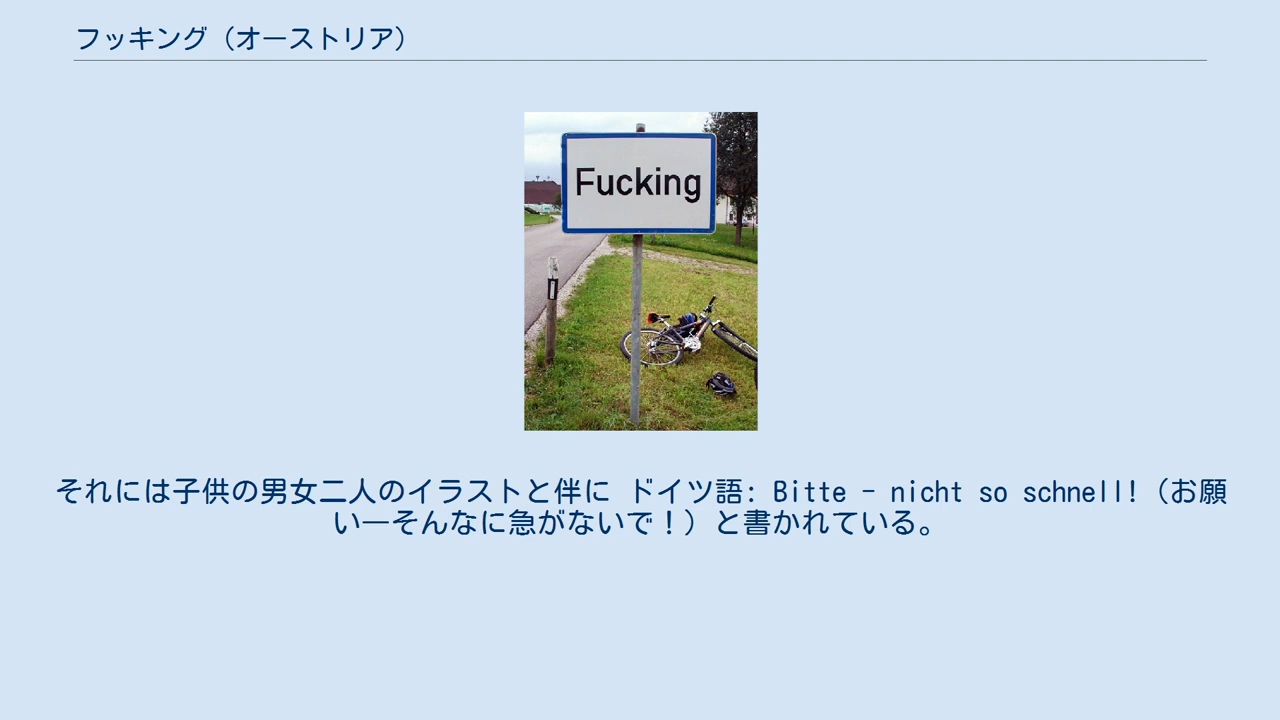 フッキング（オーストリア）
Fucking
それには子供の男女二人のイラストと伴に ドイツ語: Bitte – nicht so schnell!（お願
い―そんなに急がないで！）と書かれている。